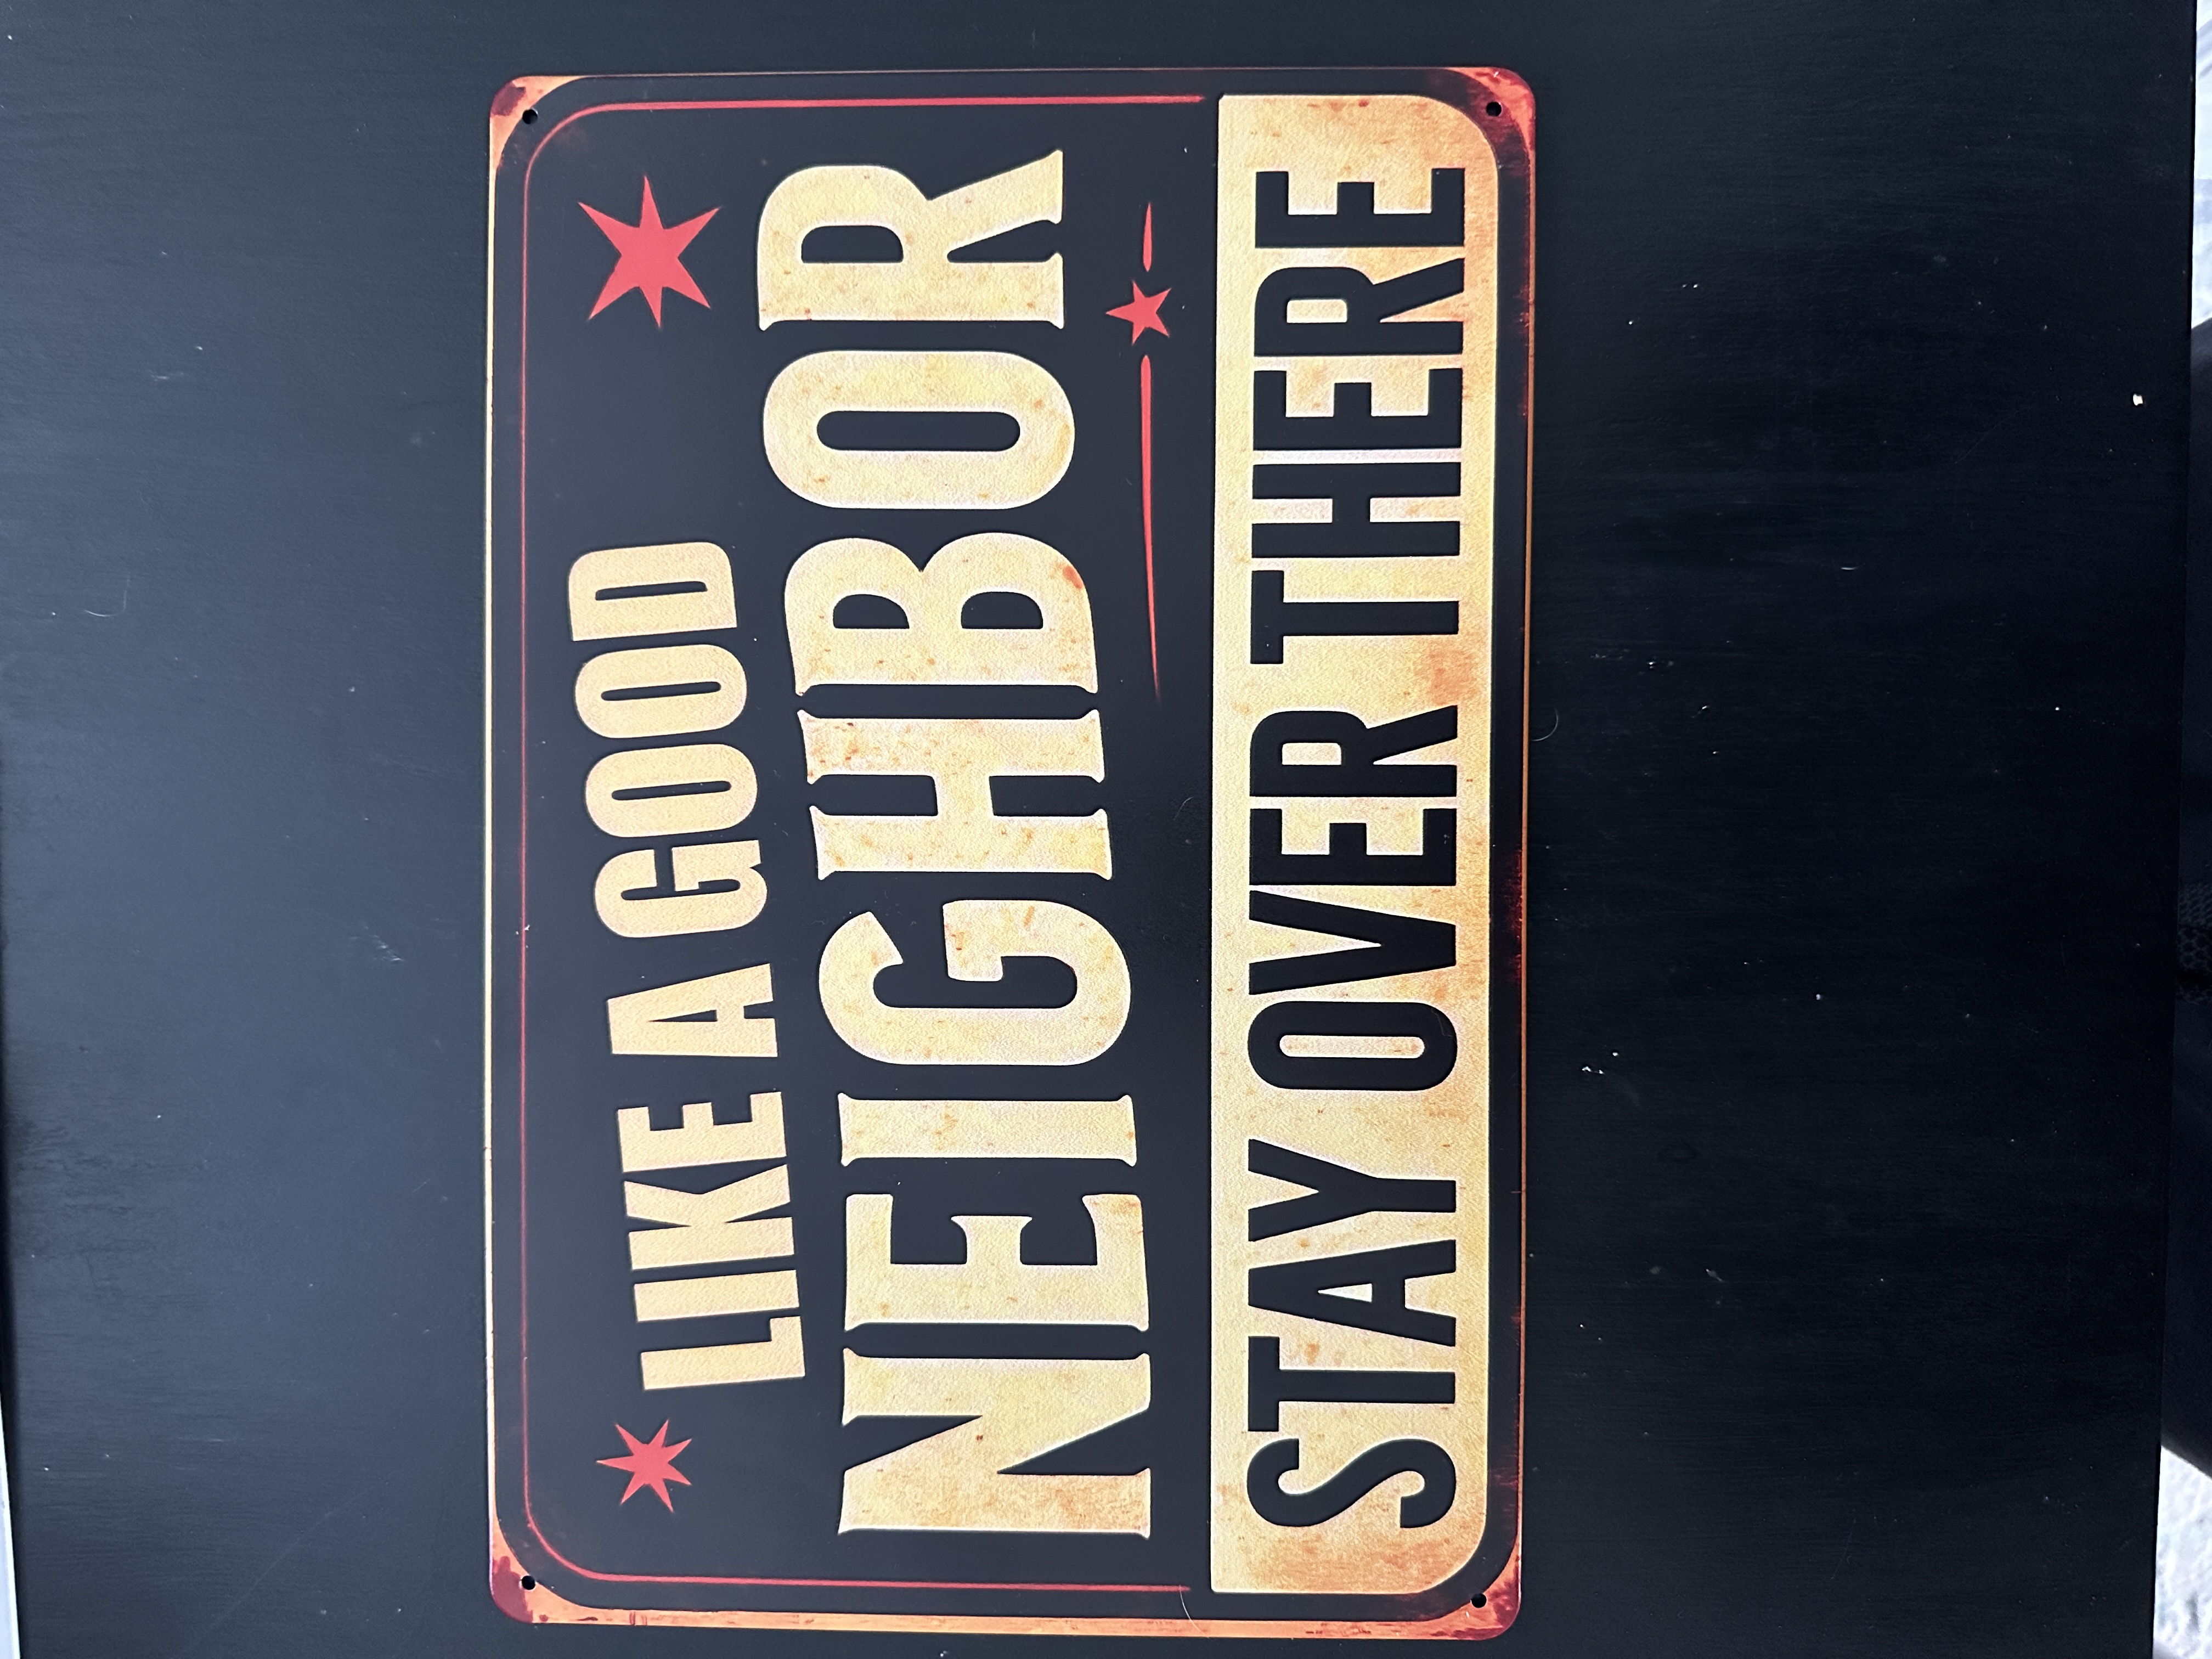 LIKE A GOOD
NEIGHBOR
STAY OVER THERE